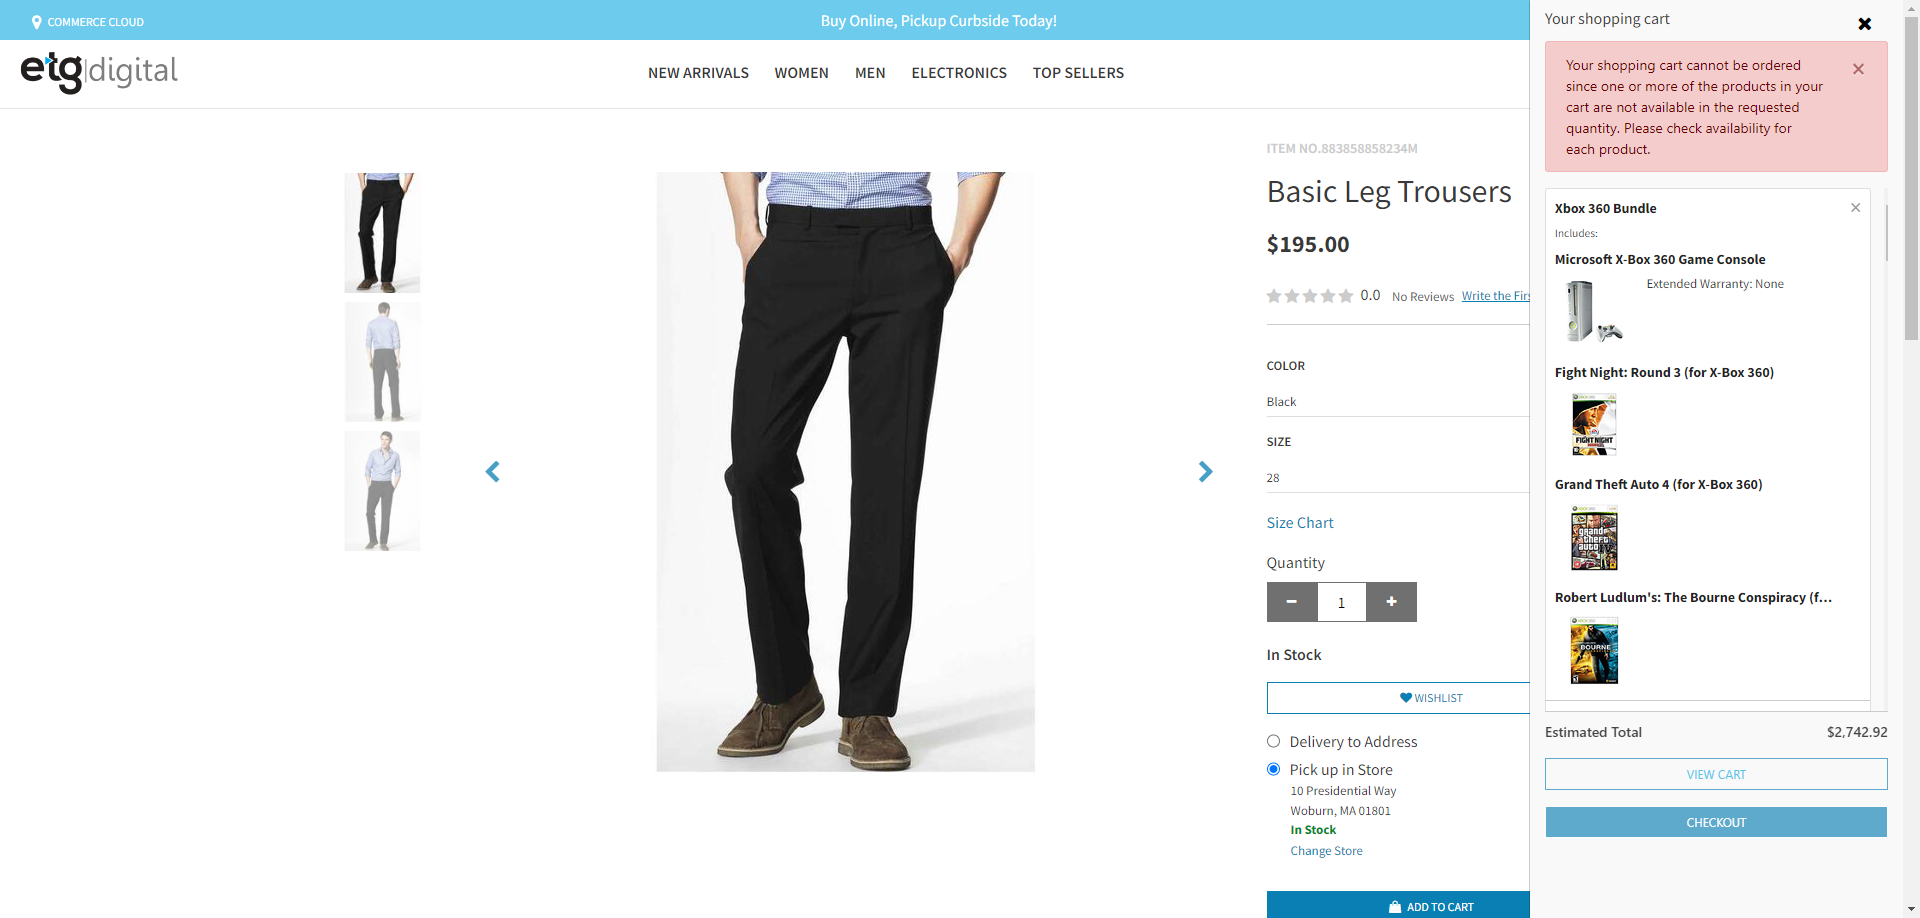 COMMERCE CLOUD
Buy Online, Pickup Curbside Today!
etg|digital
NEW ARRIVALS
WOMEN
MEN
ELECTRONICS
TOP SELLERS
ITEM NO.883858858234M
Basic Leg Trousers
$195.00
0.0
No Reviews
Write the Firs
COLOR
Black
SIZE
28
Size Chart
Quantity
− 1 +
In Stock
WISHLIST
Delivery to Address
Pick up in Store
10 Presidential Way
Woburn, MA 01801
In Stock
Change Store
ADD TO CART
Your shopping cart
Your shopping cart cannot be ordered
since one or more of the products in your
cart are not available in the requested
quantity. Please check availability for
each product.
Xbox 360 Bundle
Includes:
Microsoft X-Box 360 Game Console
Extended Warranty: None
Fight Night: Round 3 (for X-Box 360)
FIGHT NIGHT
Grand Theft Auto 4 (for X-Box 360)
grand
theft
auto
Robert Ludlum's: The Bourne Conspiracy (f...
BOURNE
Estimated Total
$2,742.92
VIEW CART
CHECKOUT